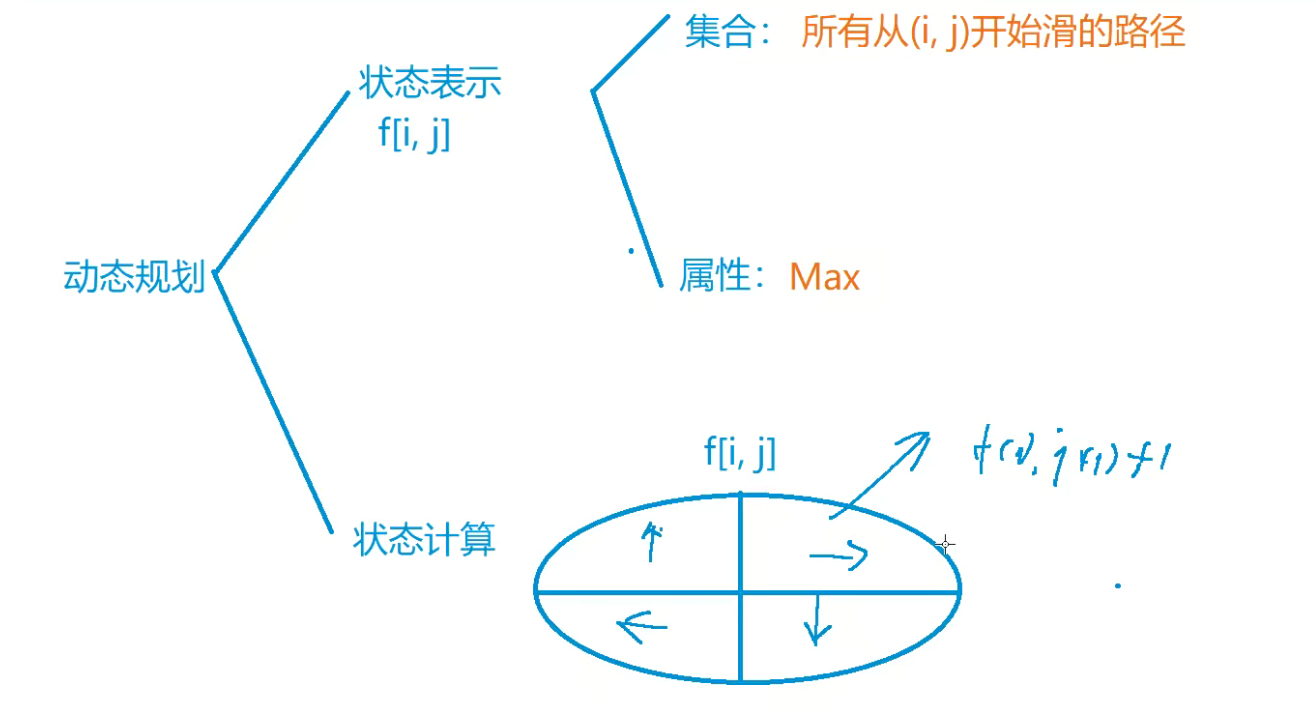 集合： 所有从(i, j)开始滑的路径
状态表示
f[i, j]
动态规划
属性： Max
f[i, j]
f(i, j+1)+1
状态计算